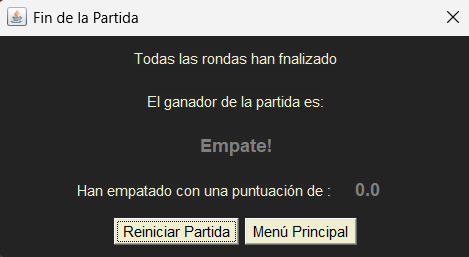 Fin de la Partida
Todas las rondas han fnalizado
El ganador de la partida es:
Empate!
Han empatado con una puntuación de : 0.0
Reiniciar Partida Menú Principal